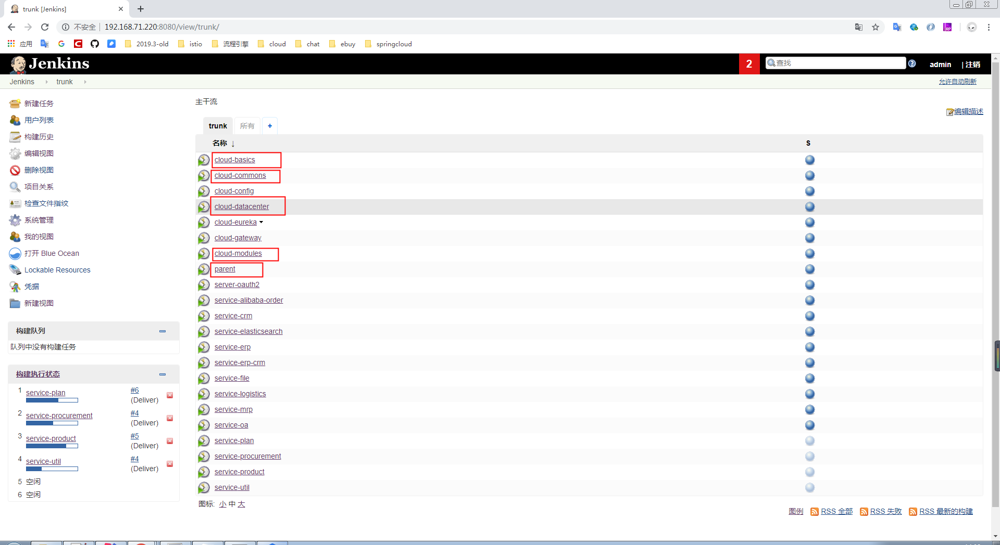 trunk [Jenkins]
不安全 192.168.71.220:8080/view/trunk/
应用 2019.3-old istio 流程引擎 cloud chat ebuy springcloud
Jenkins 2 查找 admin | 注销
Jenkins trunk 允许自动刷新
新建任务
用户列表
构建历史
编辑视图
删除视图
项目关系
检查文件指纹
系统管理
我的视图
打开 Blue Ocean
Lockable Resources
凭据
新建视图
构建队列
队列中没有构建任务
构建执行状态
1 service-plan #6
(Deliver)
2 service-procurement #4
(Deliver)
3 service-product #5
(Deliver)
4 service-util #4
(Deliver)
5 空闲
6 空闲
主干流
编辑描述
trunk 所有 +
名称 ↓ S
cloud-basics
cloud-commons
cloud-config
cloud-datacenter
cloud-eureka
cloud-gateway
cloud-modules
parent
server-oauth2
service-alibaba-order
service-crm
service-elasticsearch
service-erp
service-erp-crm
service-file
service-logistics
service-mrp
service-oa
service-plan
service-procurement
service-product
service-util
图标: 小 中 大
图例 RSS 全部 RSS 失败 RSS 最新的构建